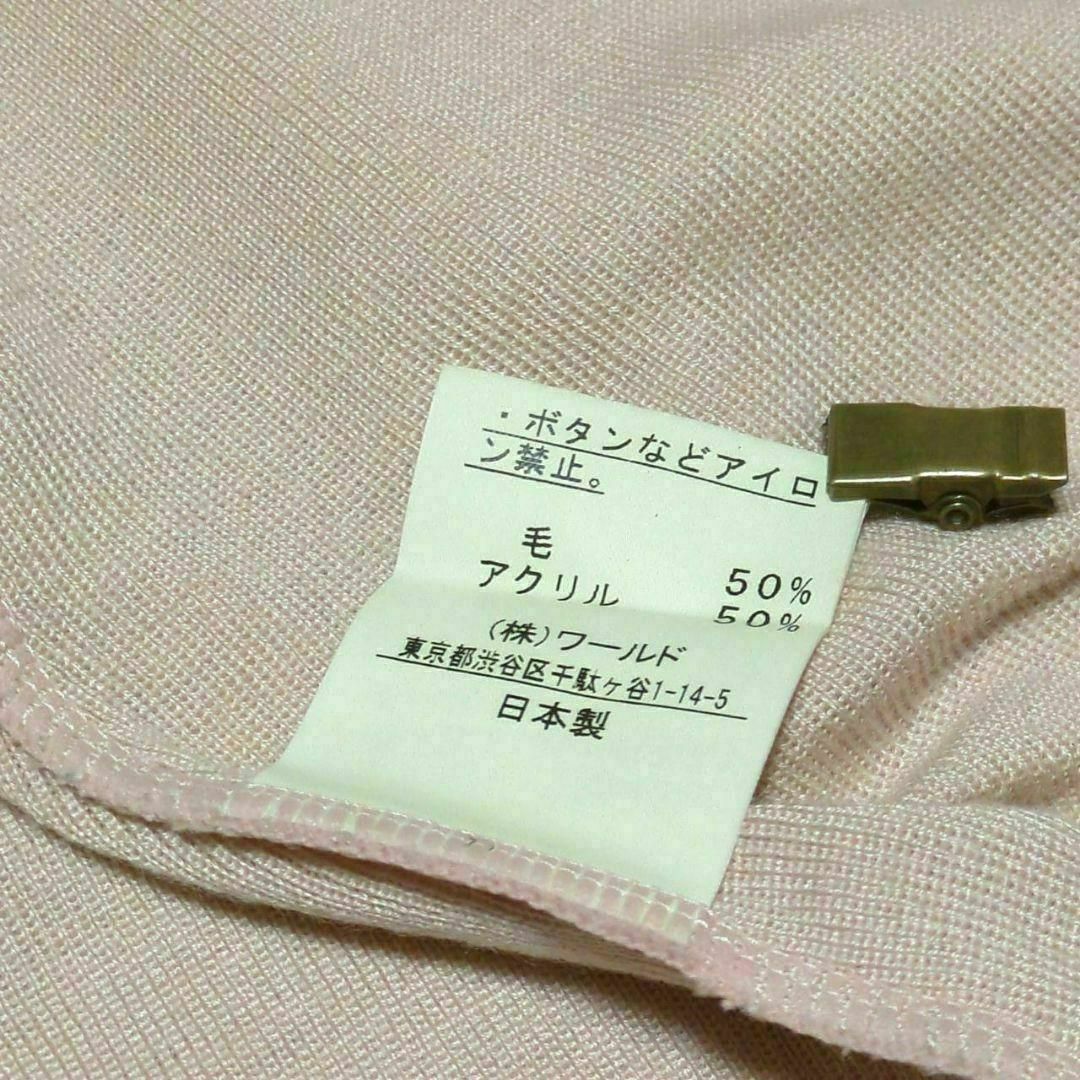 ・ボタンなどアイロ
ン禁止。
毛 50%
アクリル 50%
(株)ワールド
東京都渋谷区千駄ヶ谷1-14-5
日本製